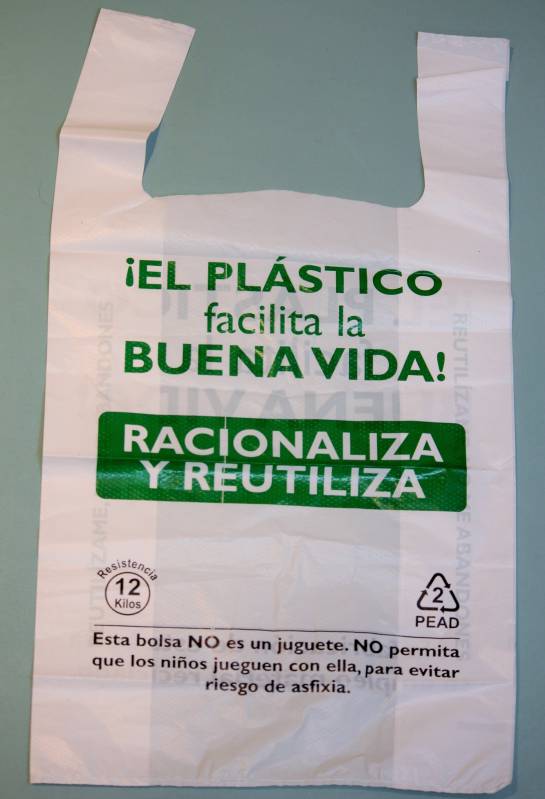 ¡EL PLÁSTICO
facilita la
BUENA VIDA!
RACIONALIZA
Y REUTILIZA
Resistencia
12
Kilos
2
PEAD
Esta bolsa NO es un juguete. NO permita
que los niños jueguen con ella, para evitar
riesgo de asfixia.